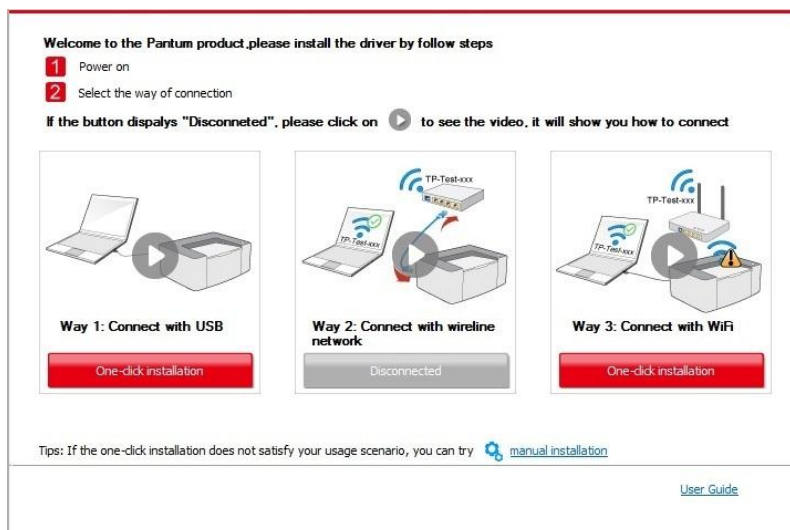 Welcome to the Pantum product,please install the driver by follow steps
1 Power on
2 Select the way of connection
If the button dispalys "Disconneted", please click on to see the video, it will show you how to connect
TP-Test-xxx
TP-Test-xxx
TP-Test-xxx
TP-Test-xxx
Way 1: Connect with USB
Way 2: Connect with wireline
network
Way 3: Connect with WiFi
One-click installation
Disconnected
One-click installation
Tips: If the one-click installation does not satisfy your usage scenario, you can try manual installation
User Guide